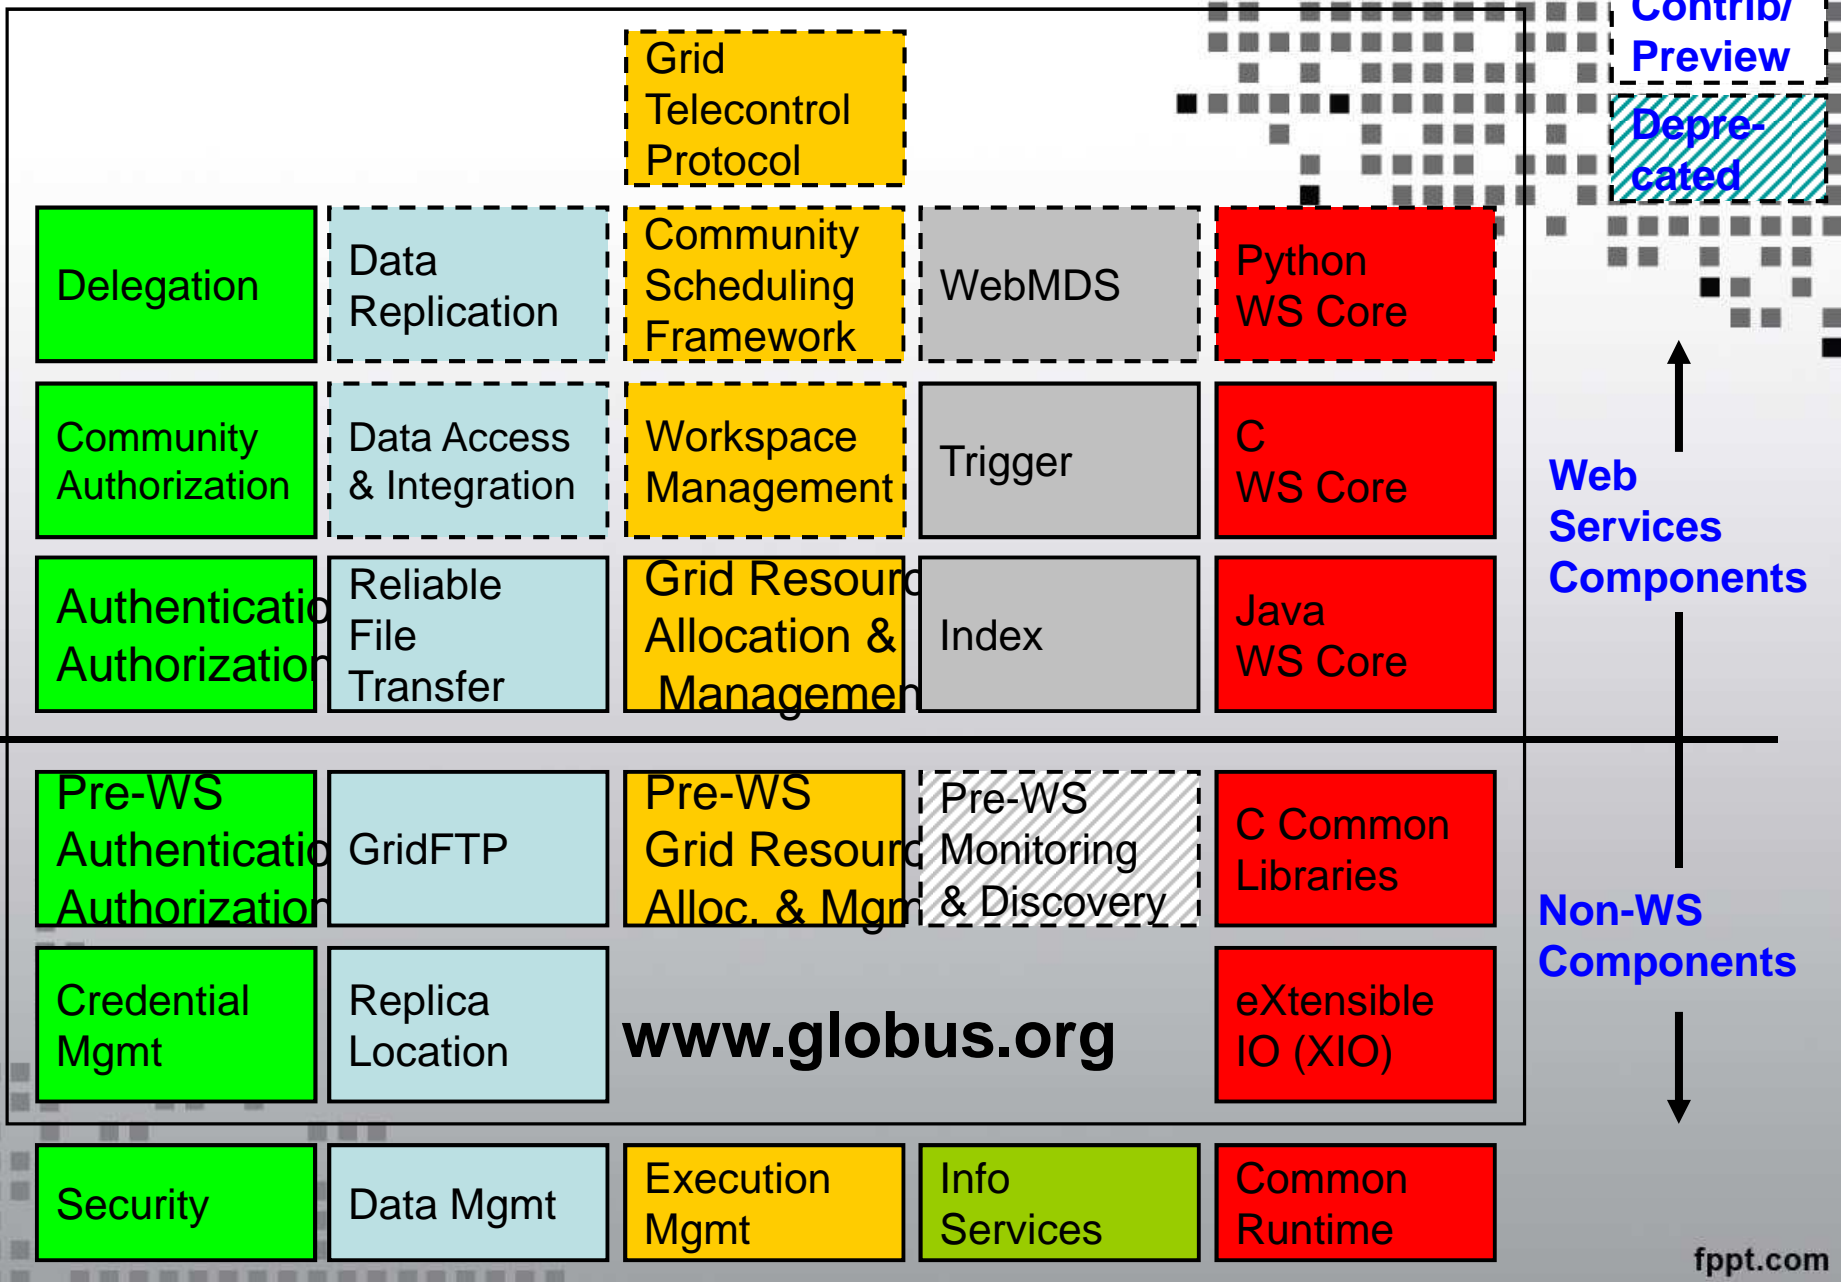 Contrib/
Preview
Depre-
cated
Grid
Telecontrol
Protocol
Delegation
Data
Replication
Community
Scheduling
Framework
WebMDS
Python
WS Core
Community
Authorization
Data Access
& Integration
Workspace
Management
Trigger
C
WS Core
Authenticatio
Authorization
Reliable
File
Transfer
Grid Resourc
Allocation &
Managemen
Index
Java
WS Core
Web
Services
Components
Pre-WS
Authenticatio
Authorization
GridFTP
Pre-WS
Grid Resourc
Alloc. & Mgm
Pre-WS
Monitoring
& Discovery
C Common
Libraries
Non-WS
Components
Credential
Mgmt
Replica
Location
www.globus.org
eXtensible
IO (XIO)
Security
Data Mgmt
Execution
Mgmt
Info
Services
Common
Runtime
fppt.com